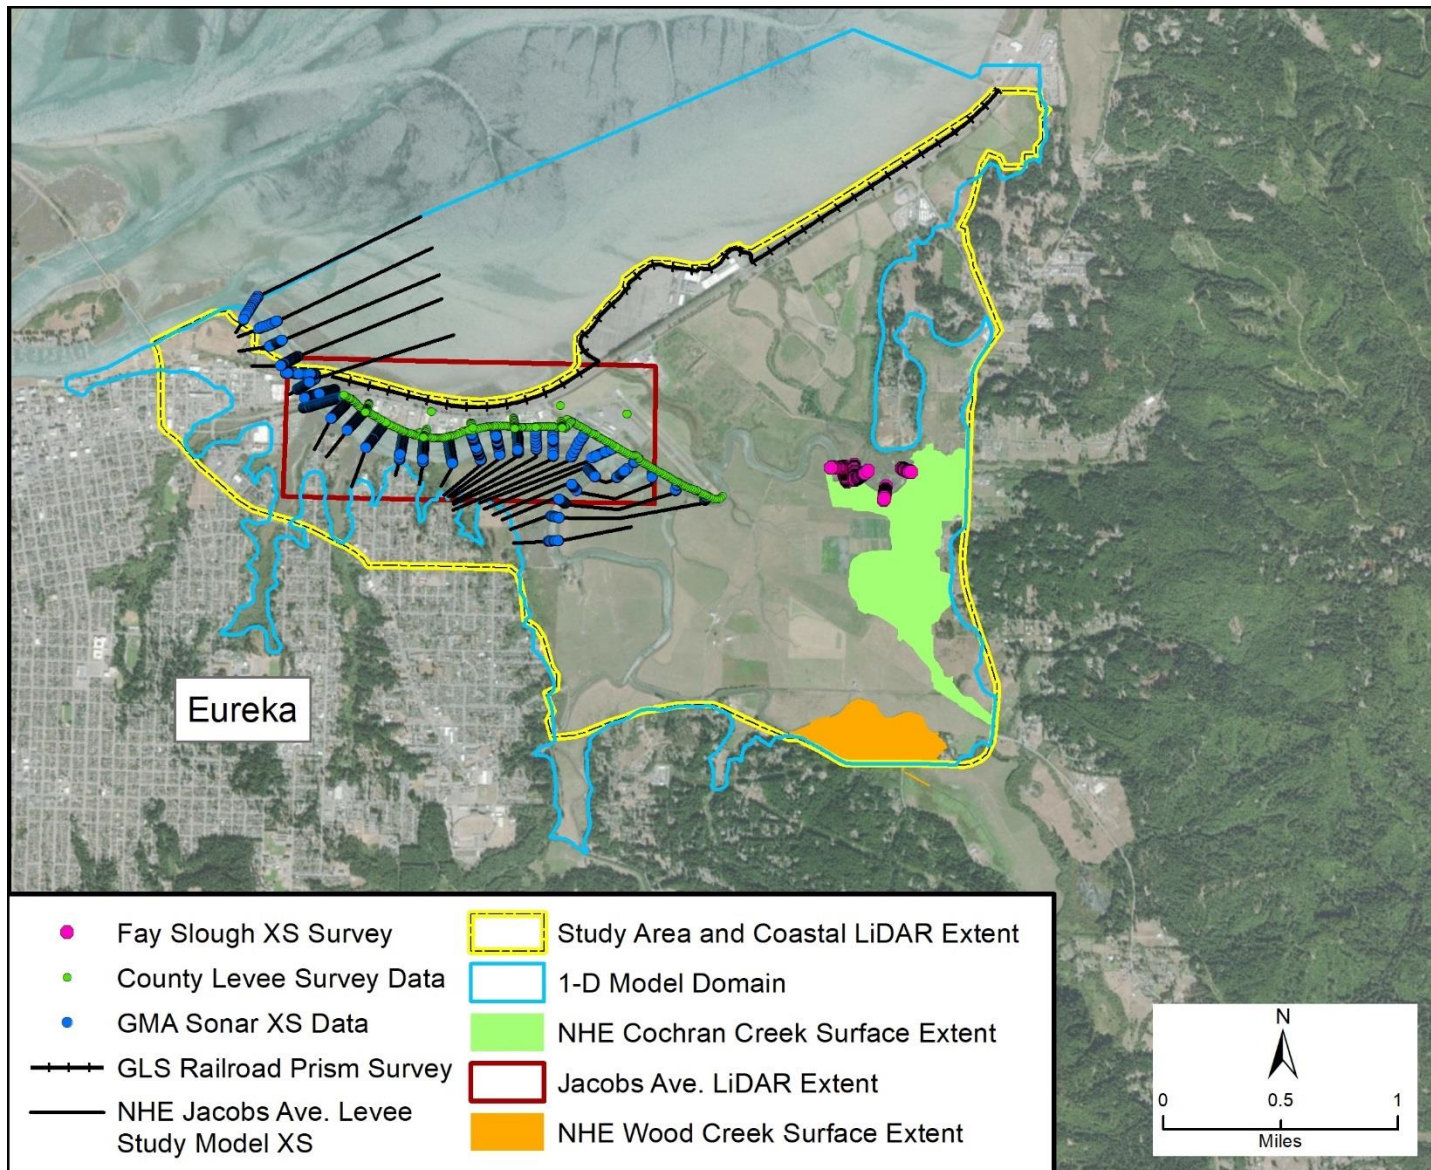 Eureka
Fay Slough XS Survey
County Levee Survey Data
GMA Sonar XS Data
GLS Railroad Prism Survey
NHE Jacobs Ave. Levee
Study Model XS
Study Area and Coastal LiDAR Extent
1-D Model Domain
NHE Cochran Creek Surface Extent
Jacobs Ave. LiDAR Extent
NHE Wood Creek Surface Extent
N
0 0.5 1
Miles